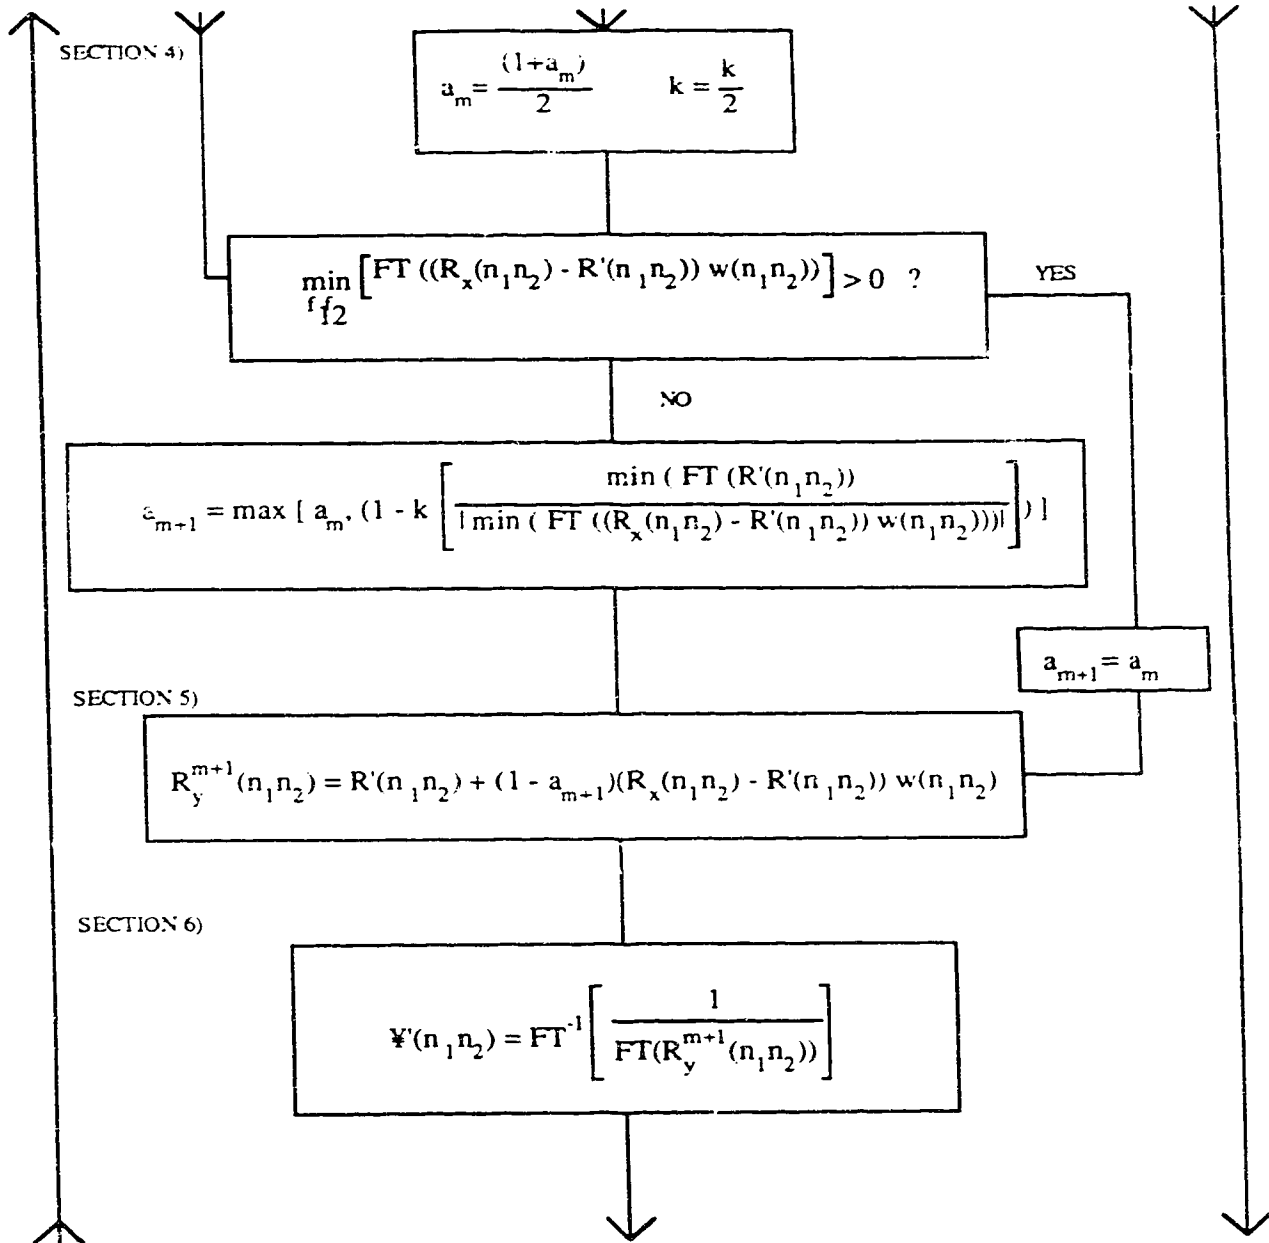 SECTION 4)
a_m = (1+a_m)/2 k = k/2
min_{f f2} [FT ((R_x(n_1n_2) - R'(n_1n_2)) w(n_1n_2))] > 0 ?
YES
NO
a_{m+1} = max [ a_m, (1 - k [ min ( FT (R'(n_1n_2)) / |min ( FT ((R_x(n_1n_2) - R'(n_1n_2)) w(n_1n_2)))| ] ) ]
a_{m+1} = a_m
SECTION 5)
R_y^{m+1}(n_1n_2) = R'(n_1n_2) + (1 - a_{m+1})(R_x(n_1n_2) - R'(n_1n_2)) w(n_1n_2)
SECTION 6)
¥'(n_1n_2) = FT^{-1} [ 1 / FT(R_y^{m+1}(n_1n_2)) ]